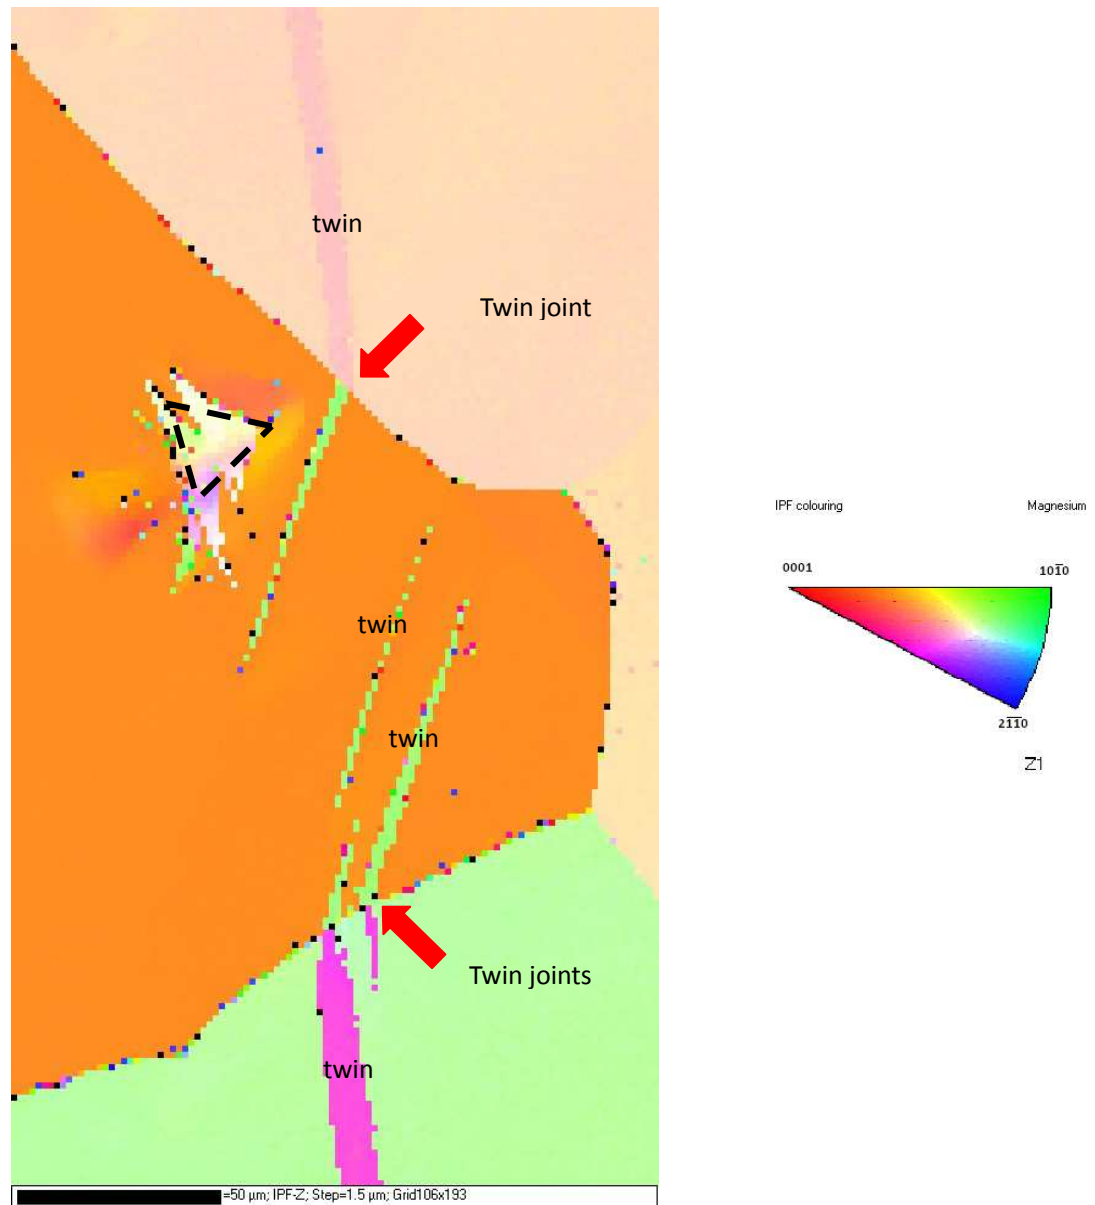 twin
Twin joint
IPF colouring Magnesium
0001 101̅0
twin
twin
21̅1̅0
Z1
Twin joints
twin
=50 µm; IPF-Z; Step=1.5 µm; Grid106x193